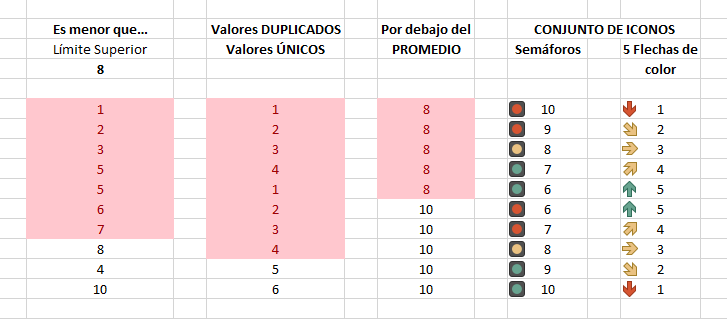 Es menor que... Valores DUPLICADOS Por debajo del CONJUNTO DE ICONOS
Límite Superior Valores ÚNICOS PROMEDIO Semáforos 5 Flechas de
8 color
1 1 8 10 1
2 2 8 9 2
3 3 8 8 3
5 4 8 7 4
5 1 8 6 5
6 2 10 6 5
7 3 10 7 4
8 4 10 8 3
4 5 10 9 2
10 6 10 10 1